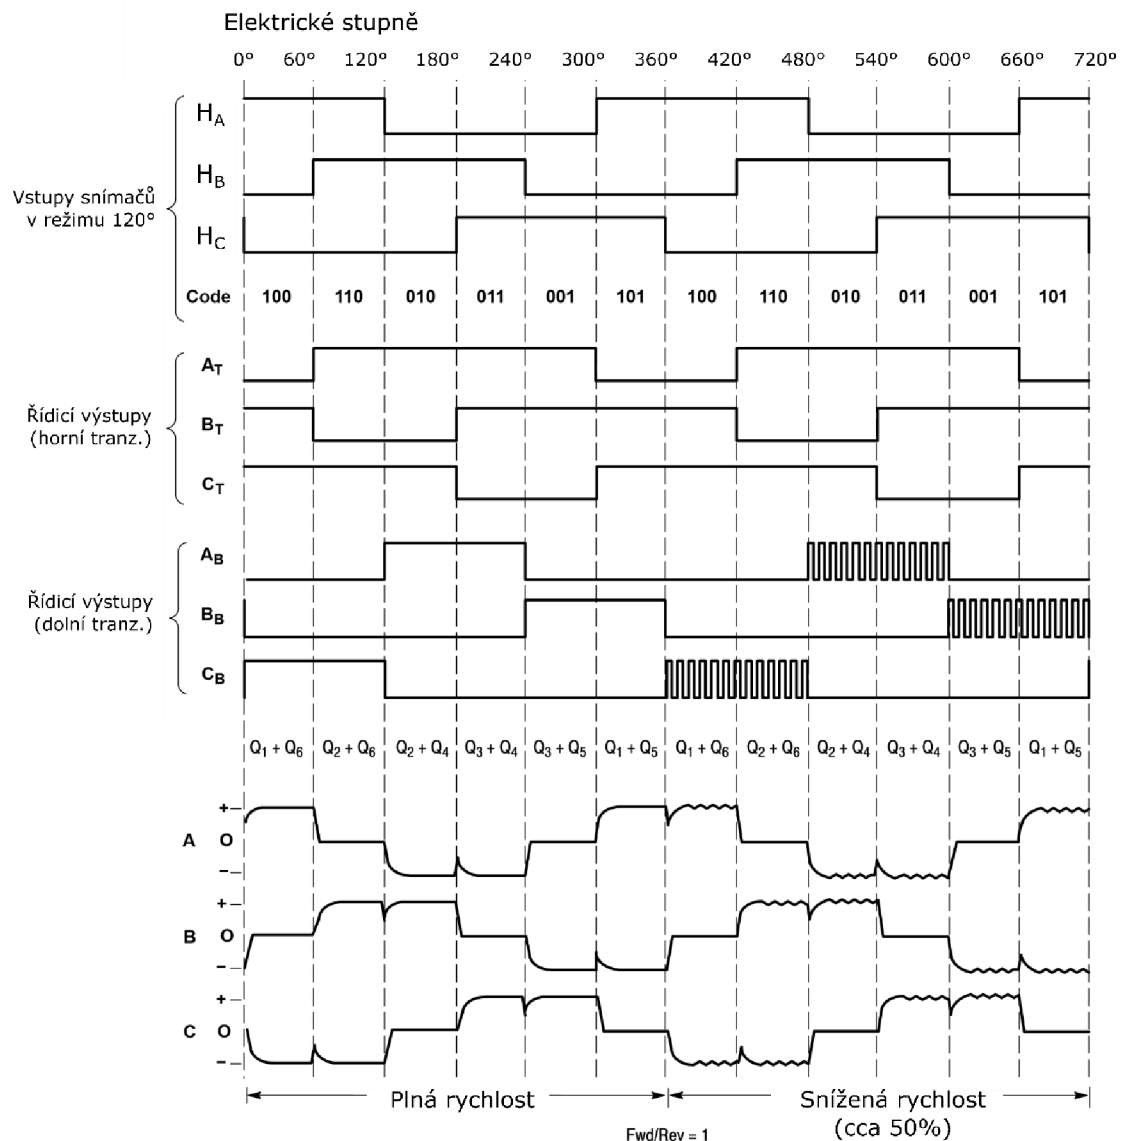 Elektrické stupně
0° 60° 120° 180° 240° 300° 360° 420° 480° 540° 600° 660° 720°
Vstupy snímačů
v režimu 120°
HA
HB
HC
Code 100 110 010 011 001 101 100 110 010 011 001 101
Řídicí výstupy
(horní tranz.)
AT
BT
CT
Řídicí výstupy
(dolní tranz.)
AB
BB
CB
Q1 + Q6 Q2 + Q6 Q2 + Q4 Q3 + Q4 Q3 + Q5 Q1 + Q5 Q1 + Q6 Q2 + Q6 Q2 + Q4 Q3 + Q4 Q3 + Q5 Q1 + Q5
+
A O
–
+
B O
–
+
C O
–
Plná rychlost
Snížená rychlost
(cca 50%)
Fwd/Rev = 1